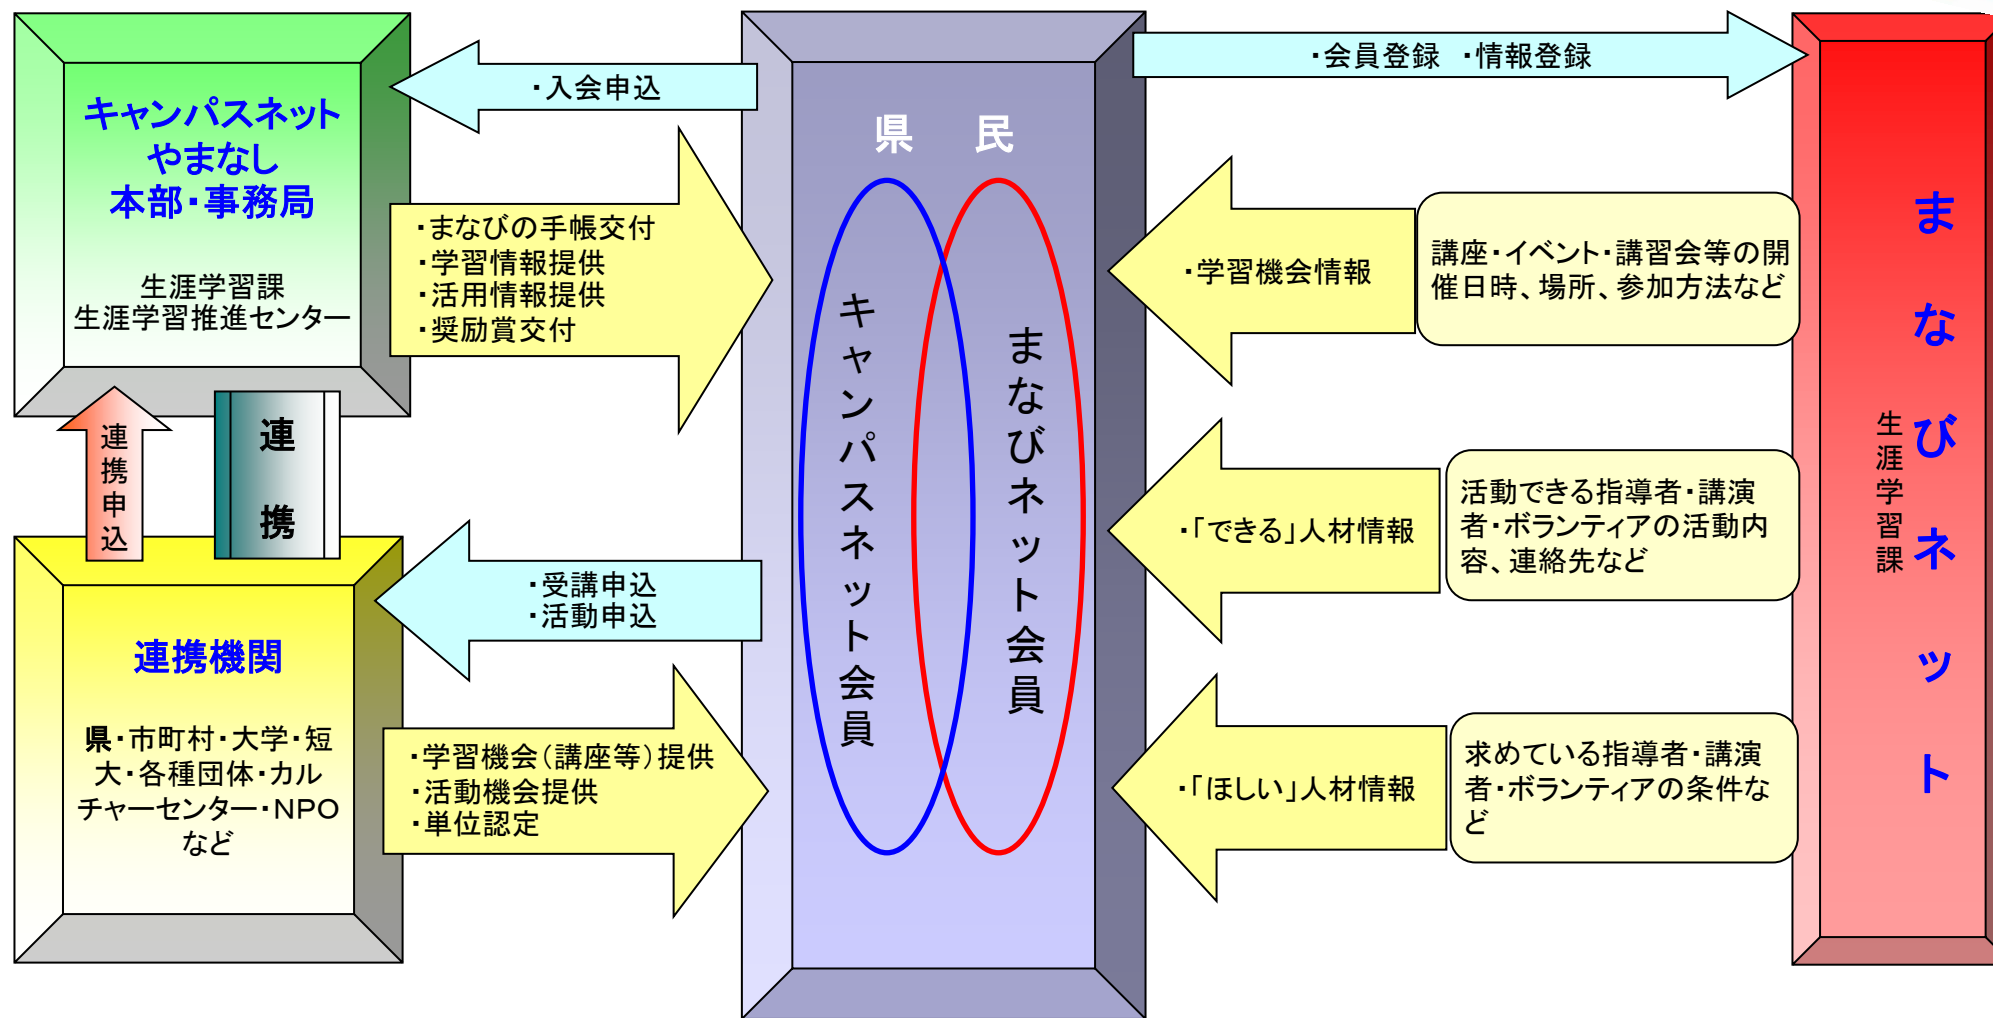 キャンパスネット
やまなし
本部・事務局
生涯学習課
生涯学習推進センター
連携申込
連携
連携機関
県・市町村・大学・短
大・各種団体・カル
チャーセンター・NPO
など
・入会申込
・まなびの手帳交付
・学習情報提供
・活用情報提供
・奨励賞交付
・受講申込
・活動申込
・学習機会(講座等)提供
・活動機会提供
・単位認定
県 民
キャンパスネット会員
まなびネット会員
・会員登録 ・情報登録
・学習機会情報
講座・イベント・講習会等の開
催日時、場所、参加方法など
・「できる」人材情報
活動できる指導者・講演
者・ボランティアの活動内
容、連絡先など
・「ほしい」人材情報
求めている指導者・講演
者・ボランティアの条件な
ど
まなびネット
生涯学習課